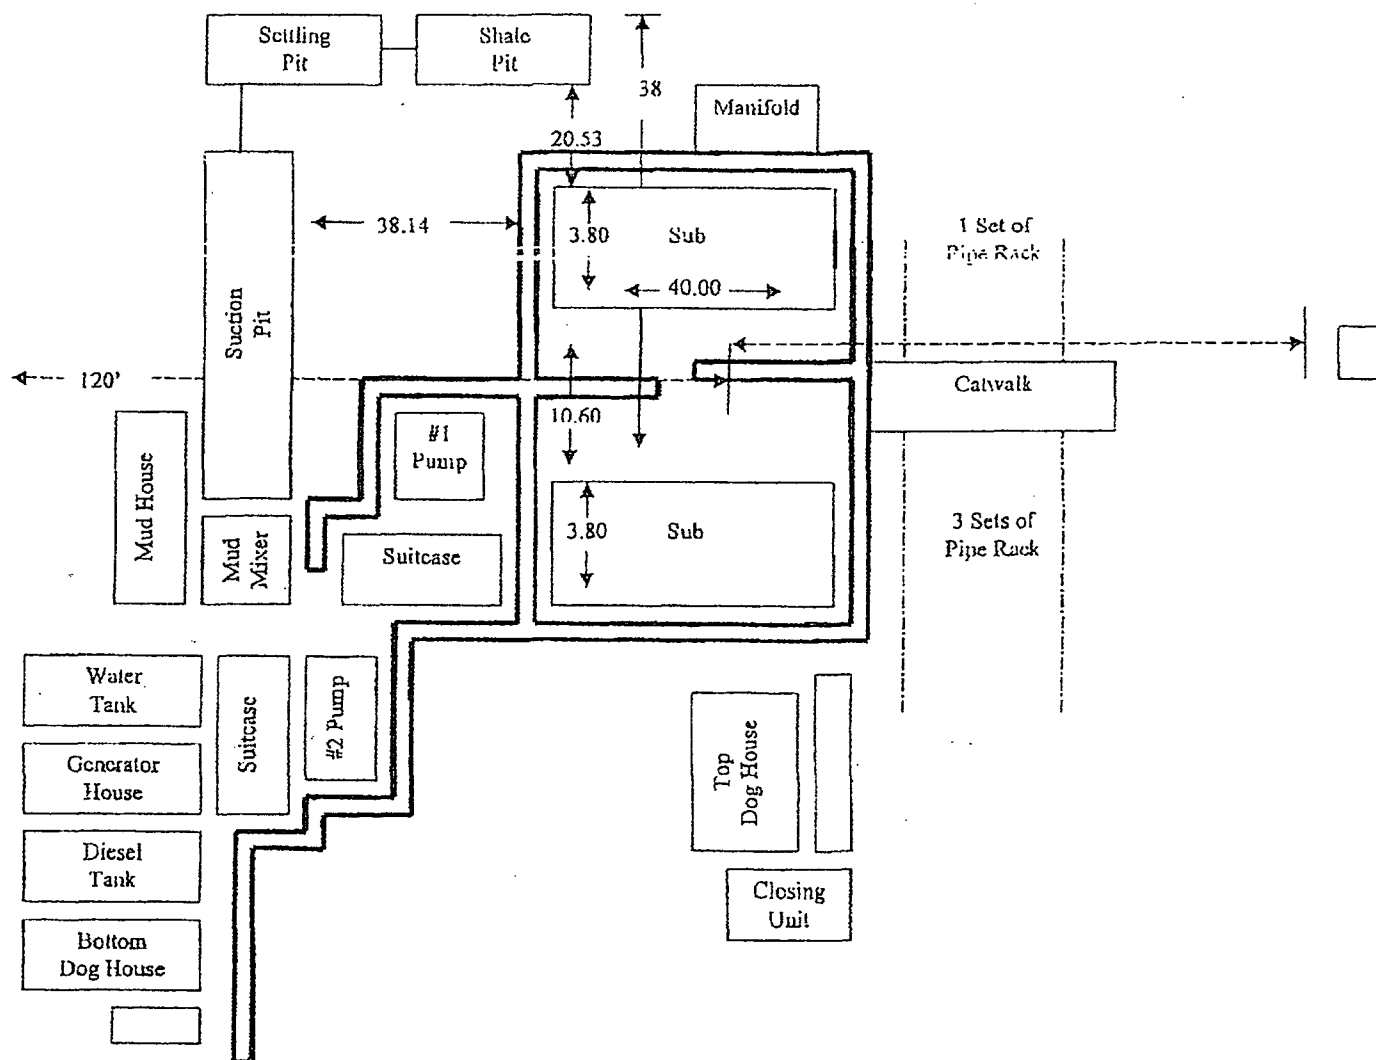 Settling
Pit
Shale
Pit
38
Manifold
20.53
38.14
3.80
Sub
1 Set of
Pipe Rack
40.00
Suction
Pit
120'
Catwalk
10.60
#1
Pump
Mud House
3.80
Sub
3 Sets of
Pipe Rack
Mud
Mixer
Suitcase
Water
Tank
Suitcase
#2 Pump
Generator
House
Top
Dog House
Diesel
Tank
Closing
Unit
Bottom
Dog House